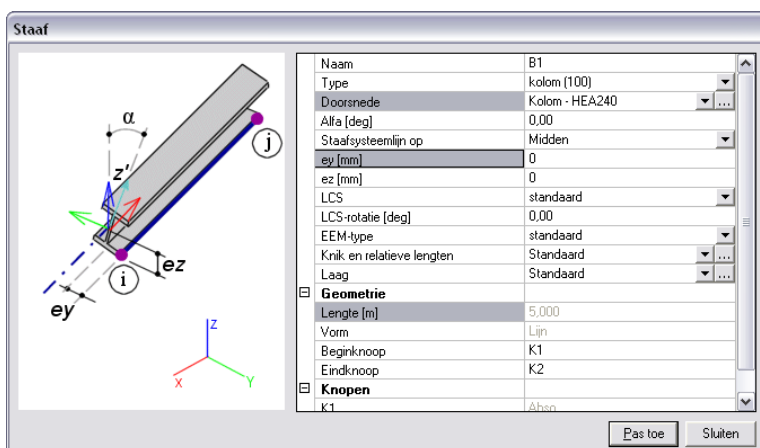 Staaf
α
z'
j
i
ez
ey
Z
X
Y
Naam B1
Type kolom (100)
Doorsnede Kolom - HEA240 ...
Alfa [deg] 0,00
Staafsysteemlijn op Midden
ey [mm] 0
ez [mm] 0
LCS standaard
LCS-rotatie [deg] 0,00
EEM-type standaard
Knik en relatieve lengten Standaard ...
Laag Standaard ...
Geometrie
Lengte [m] 5,000
Vorm Lijn
Beginknoop K1
Eindknoop K2
Knopen
K1 Abso
Pas toe Sluiten